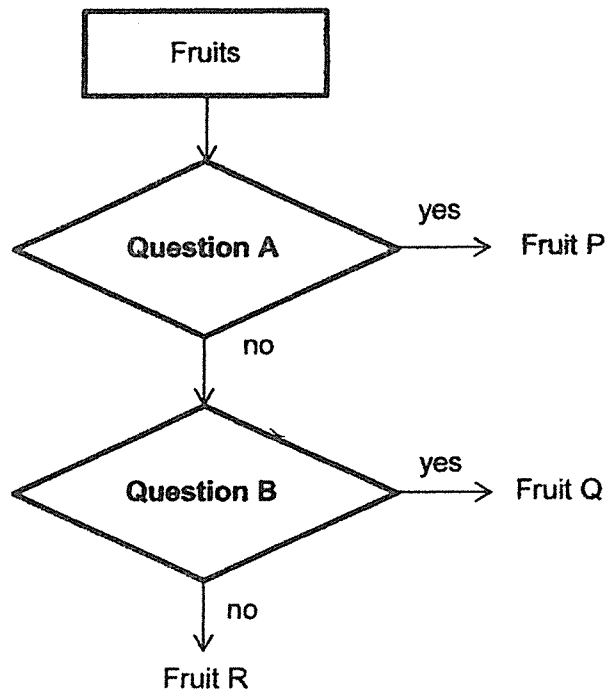 Fruits
Question A
yes
Fruit P
no
Question B
yes
Fruit Q
no
Fruit R